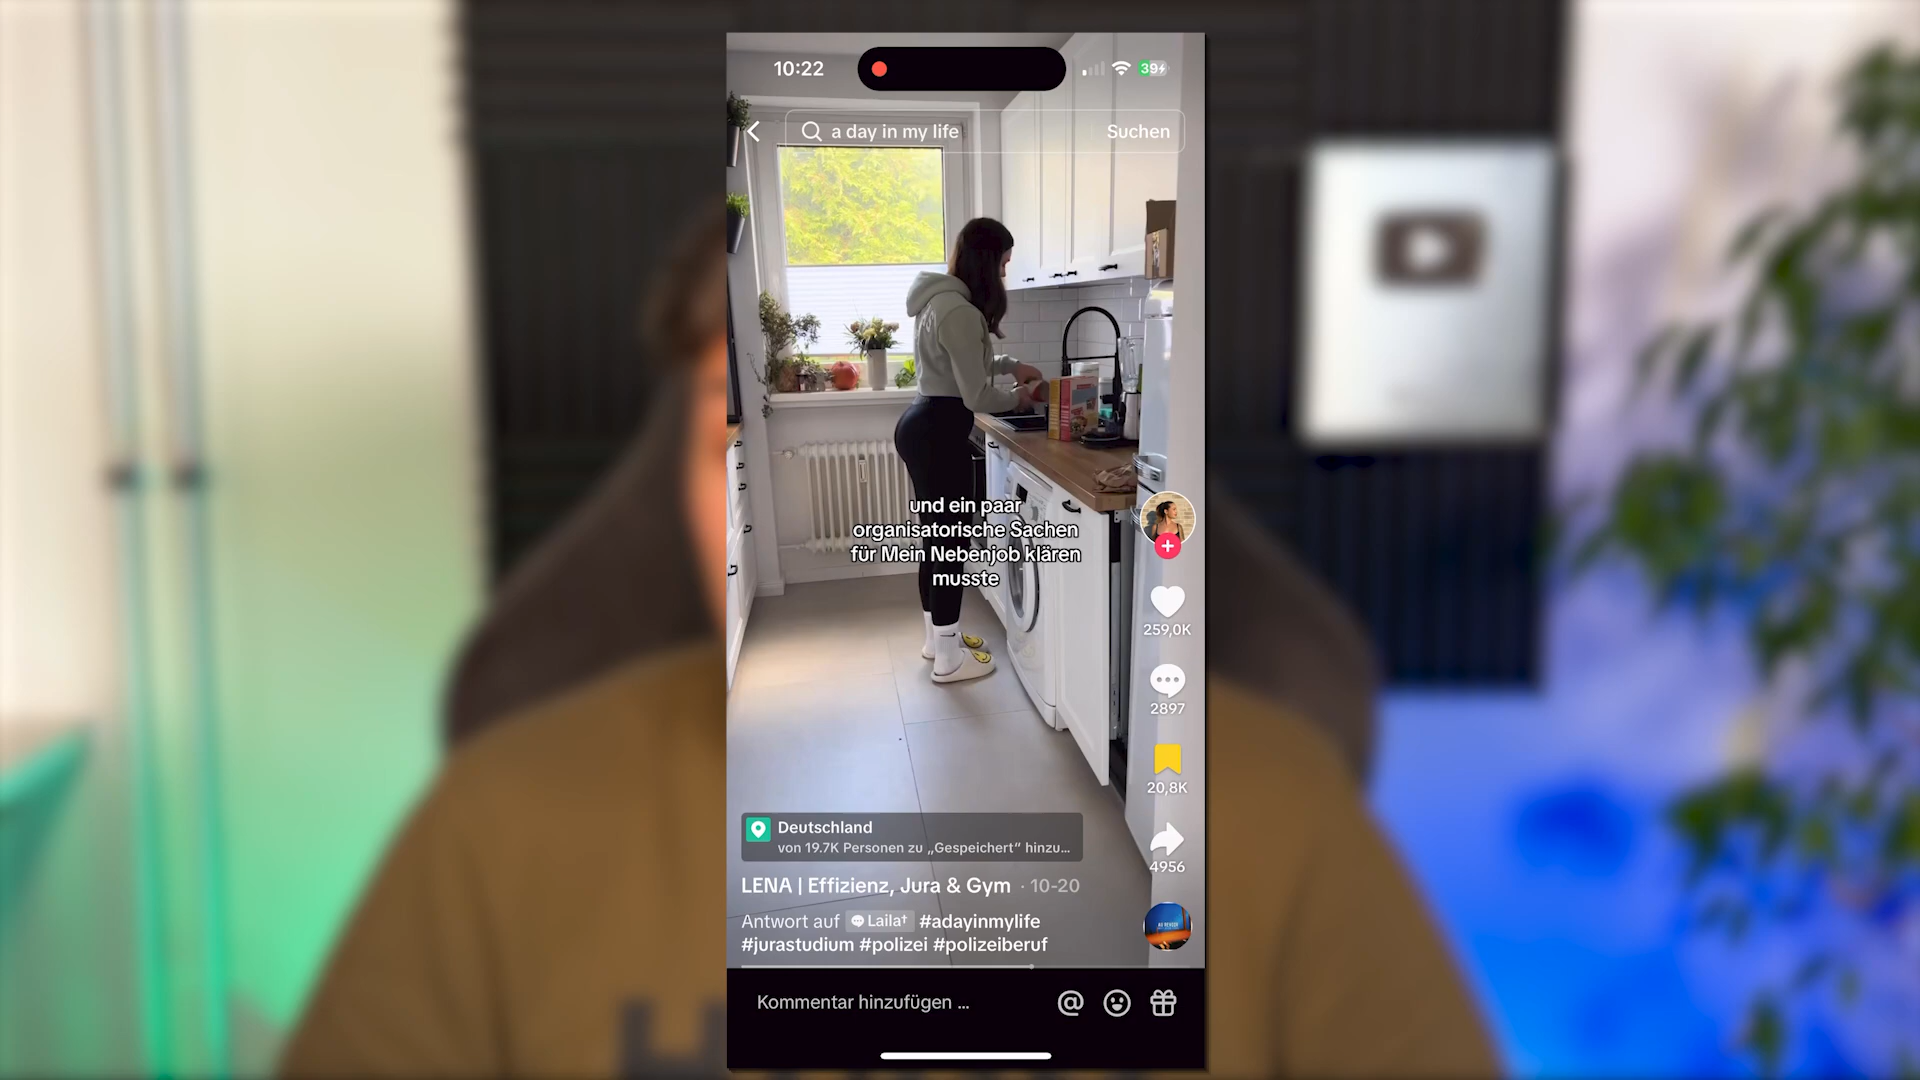 10:22
39
a day in my life
Suchen
und ein paar
organisatorische Sachen
für Mein Nebenjob klären
musste
259,0K
2897
20,8K
4956
Deutschland
von 19.7K Personen zu „Gespeichert“ hinzu...
LENA | Effizienz, Jura & Gym · 10-20
Antwort auf Laila† #adayinmylife
#jurastudium #polizei #polizeiberuf
Kommentar hinzufügen ...